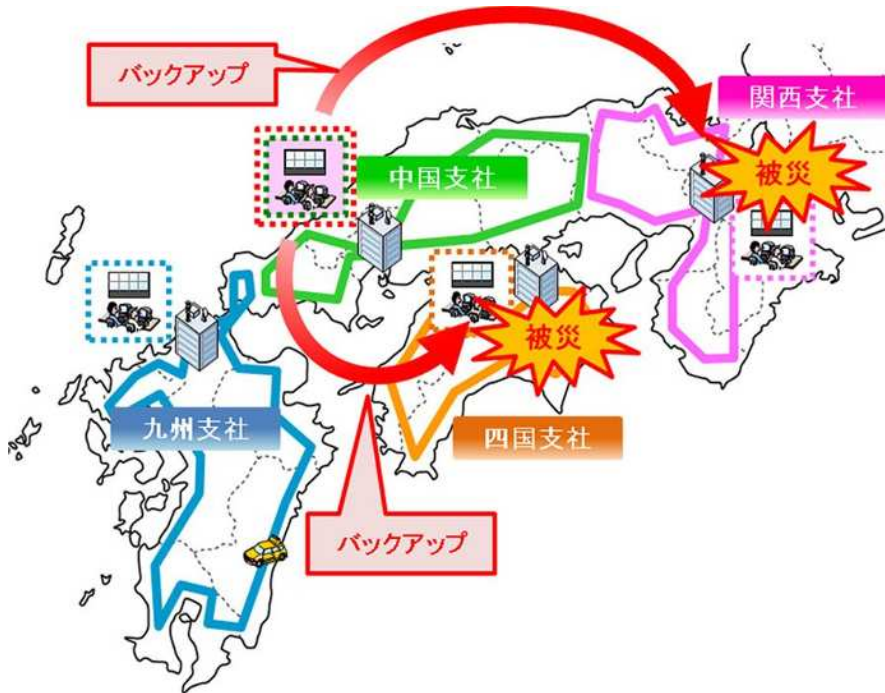 バックアップ
関西支社
被災
中国支社
被災
九州支社
四国支社
バックアップ